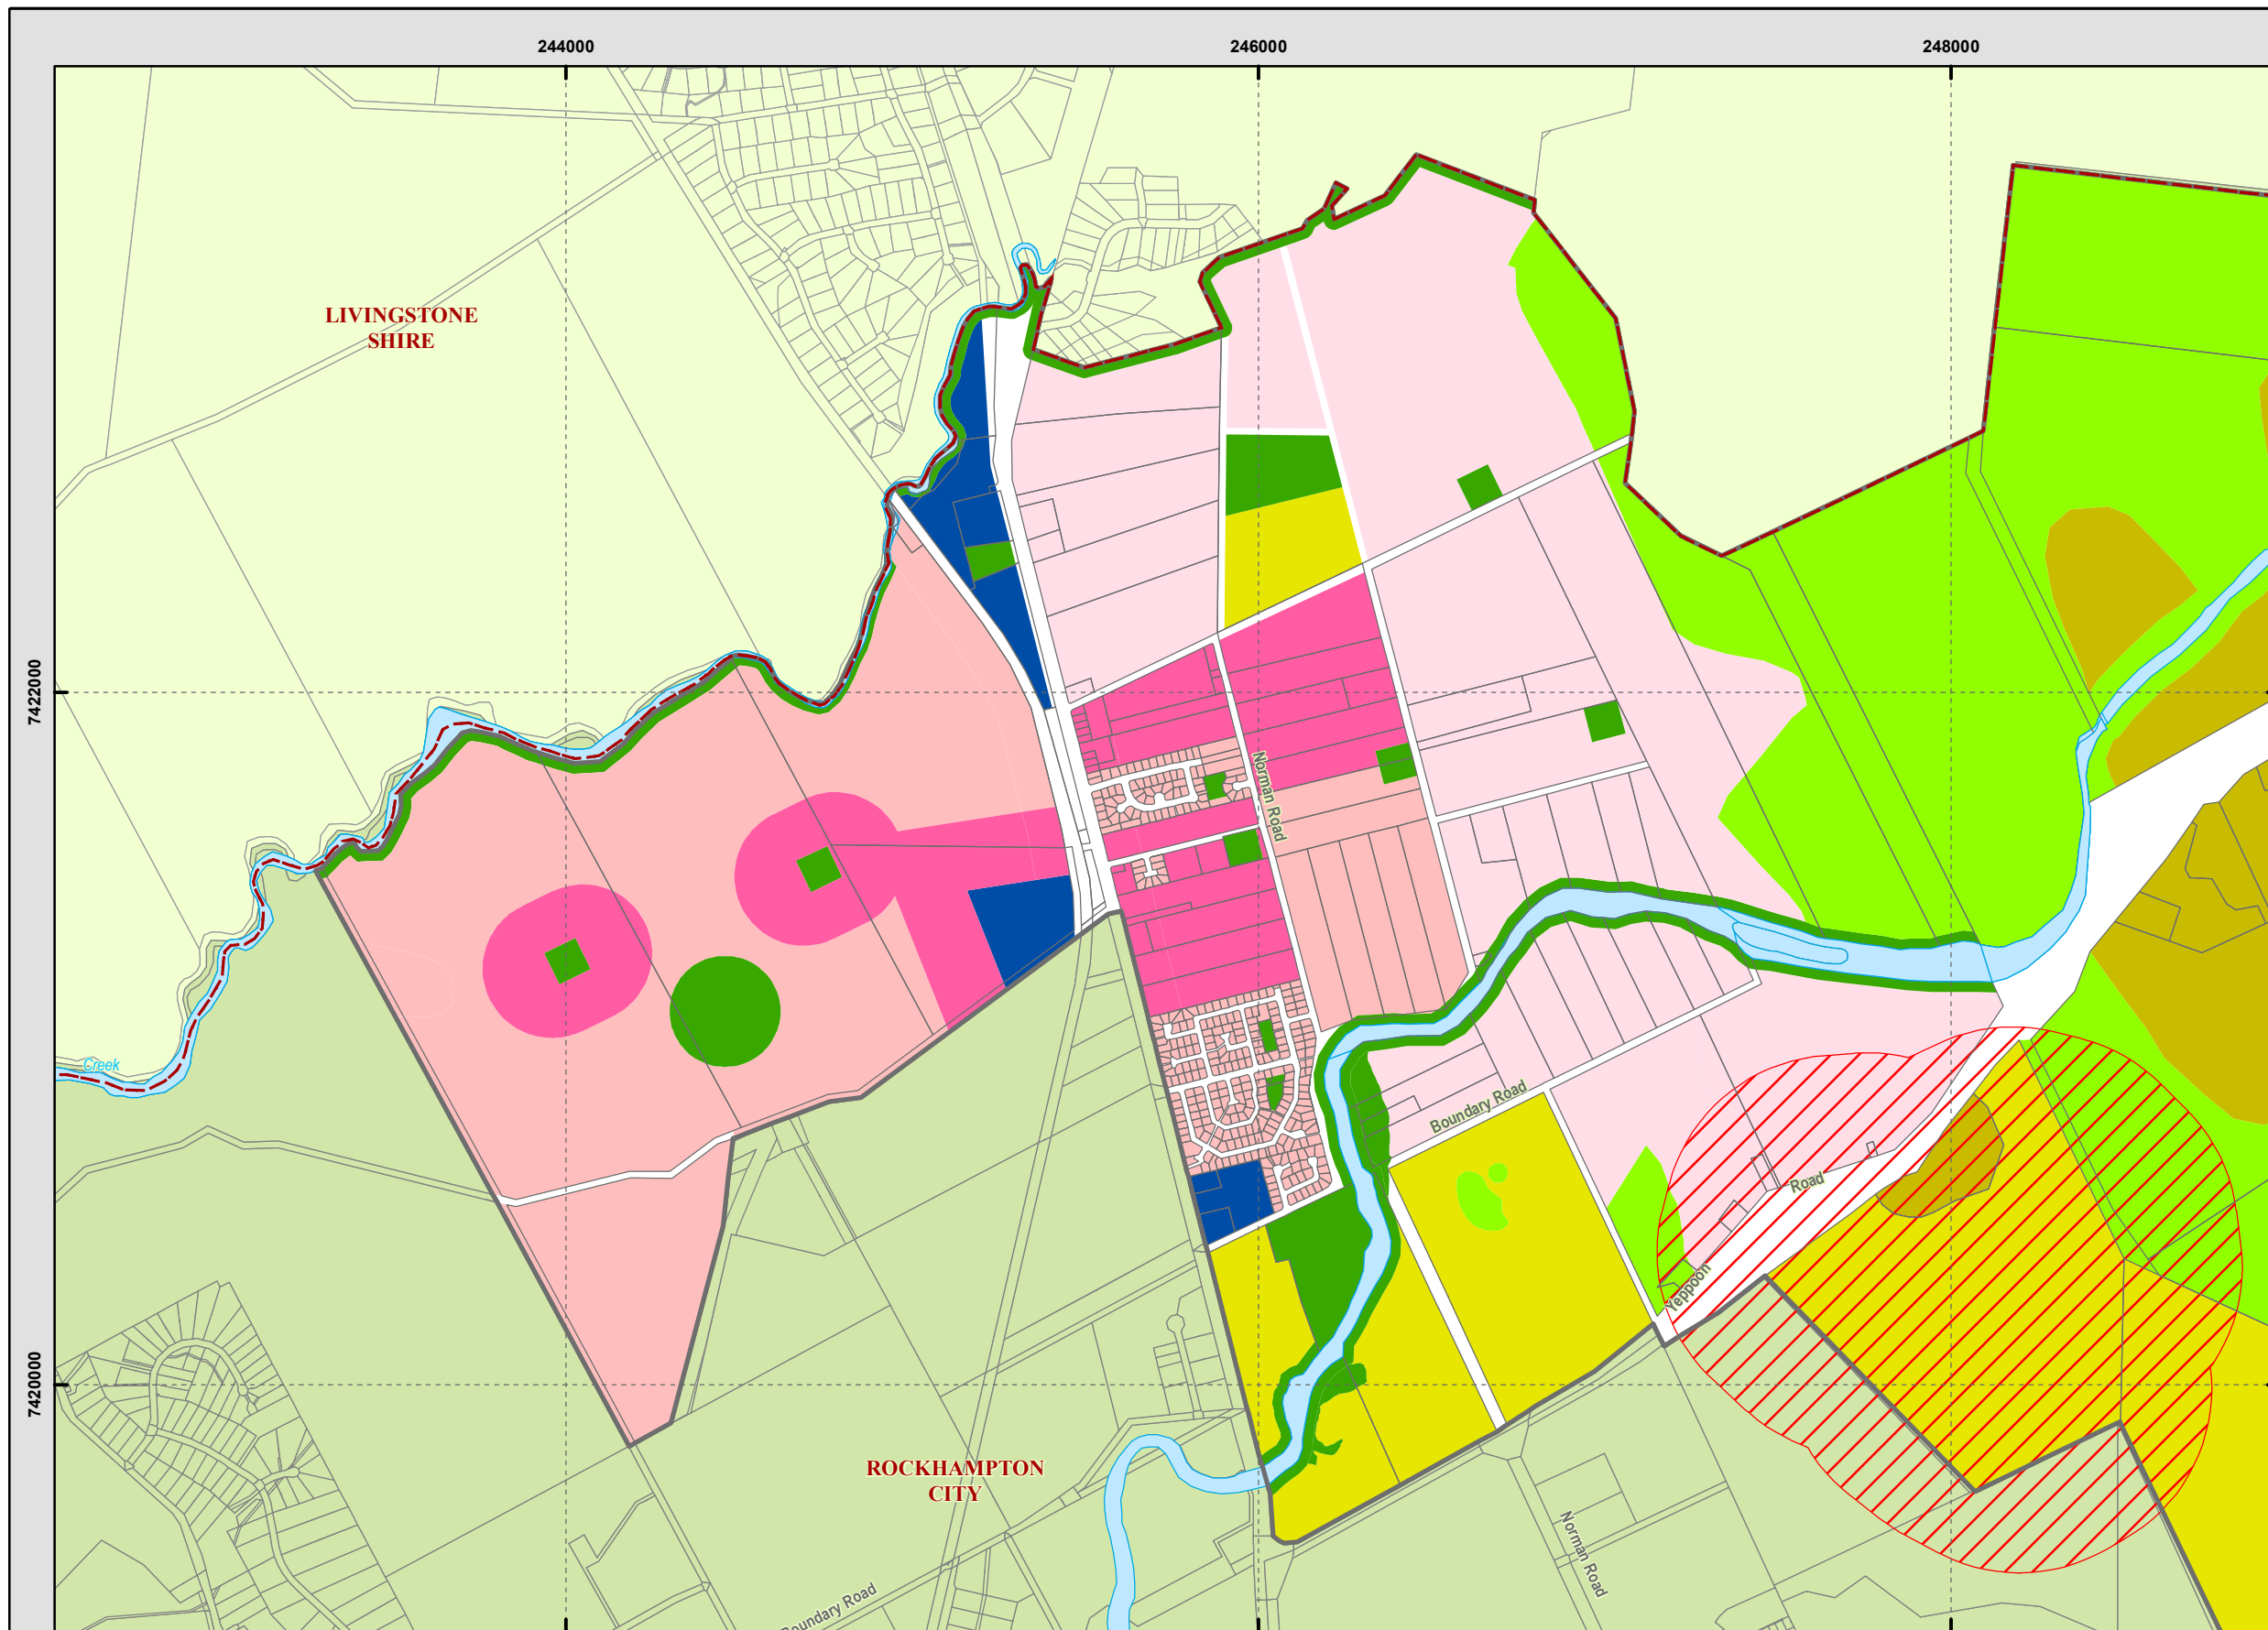 244000
246000
248000
LIVINGSTONE
SHIRE
7422000
Norman Road
Creek
Boundary Road
Road
Yeppoon
7420000
ROCKHAMPTON
CITY
Norman Road
Boundary Road